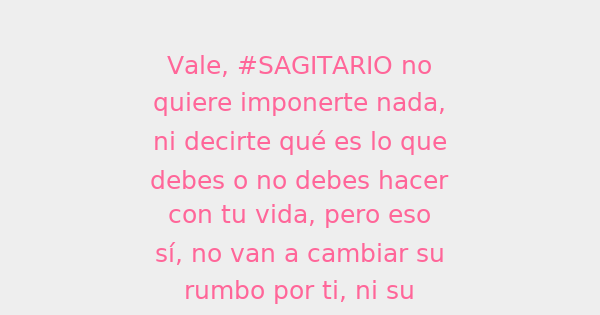 Vale, #SAGITARIO no
quiere imponerte nada,
ni decirte qué es lo que
debes o no debes hacer
con tu vida, pero eso
sí, no van a cambiar su
rumbo por ti, ni su